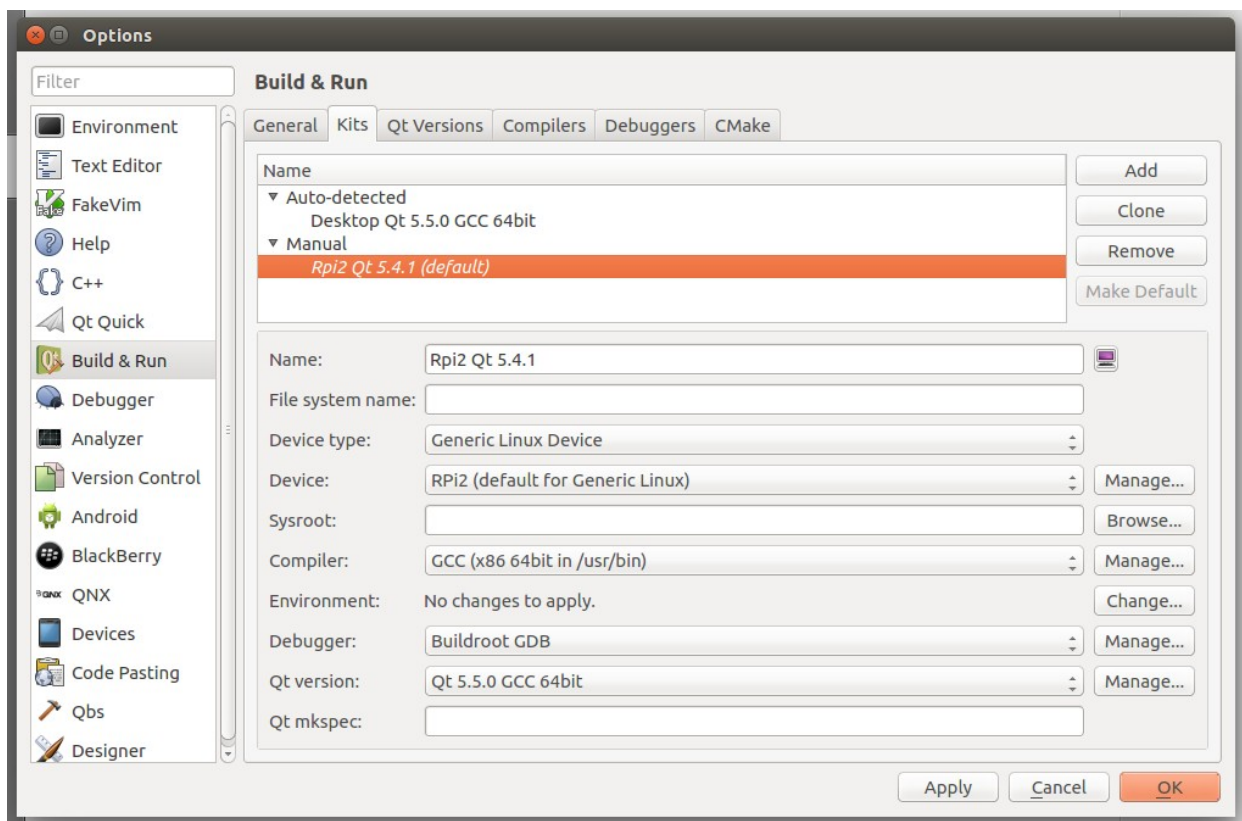 Options
Filter
Build & Run
Environment
Text Editor
FakeVim
Help
C++
Qt Quick
Build & Run
Debugger
Analyzer
Version Control
Android
BlackBerry
QNX
Devices
Code Pasting
Qbs
Designer
General Kits Qt Versions Compilers Debuggers CMake
Name
Auto-detected
Desktop Qt 5.5.0 GCC 64bit
Manual
Rpi2 Qt 5.4.1 (default)
Add
Clone
Remove
Make Default
Name: Rpi2 Qt 5.4.1
File system name:
Device type: Generic Linux Device
Device: RPi2 (default for Generic Linux) Manage...
Sysroot: Browse...
Compiler: GCC (x86 64bit in /usr/bin) Manage...
Environment: No changes to apply. Change...
Debugger: Buildroot GDB Manage...
Qt version: Qt 5.5.0 GCC 64bit Manage...
Qt mkspec:
Apply Cancel OK